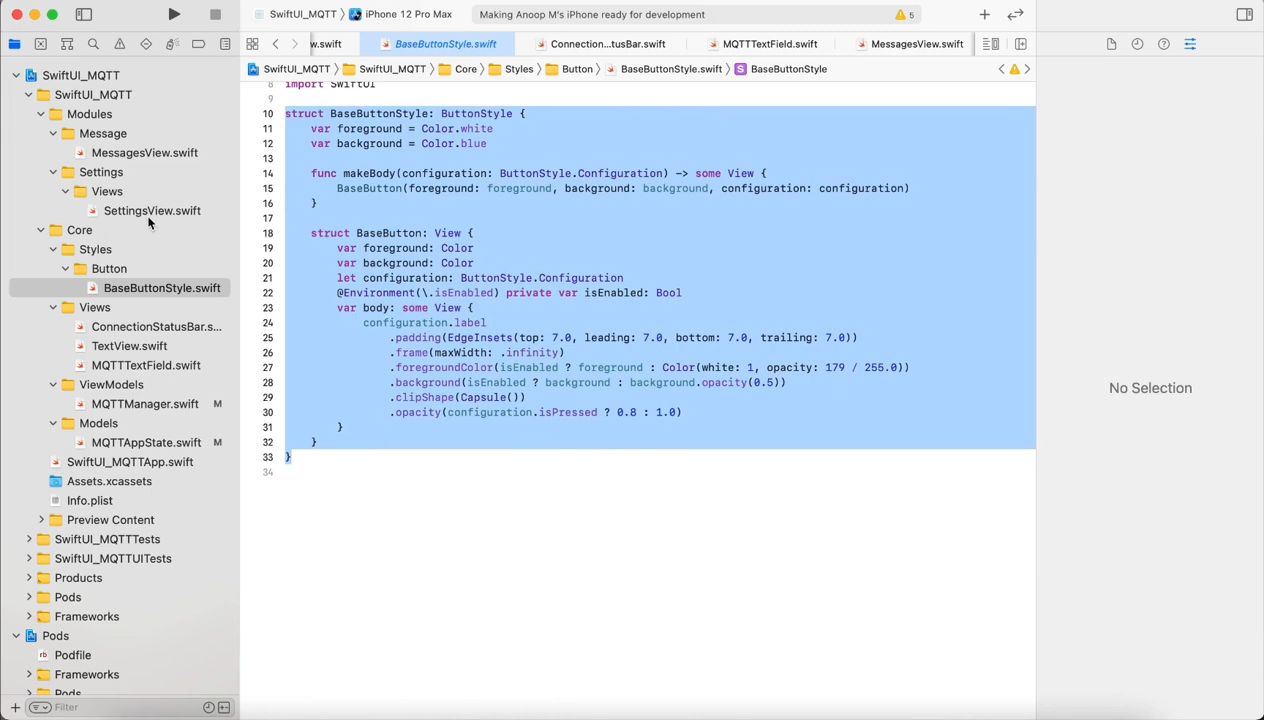 SwiftUI_MQTT 〉 iPhone 12 Pro Max
Making Anoop M's iPhone ready for development
5
w.swift
BaseButtonStyle.swift
Connection...tusBar.swift
MQTTTextField.swift
MessagesView.swift
SwiftUI_MQTT 〉 SwiftUI_MQTT 〉 Core 〉 Styles 〉 Button 〉 BaseButtonStyle.swift 〉 S BaseButtonStyle
SwiftUI_MQTT
SwiftUI_MQTT
Modules
Message
MessagesView.swift
Settings
Views
SettingsView.swift
Core
Styles
Button
BaseButtonStyle.swift
Views
ConnectionStatusBar.s...
TextView.swift
MQTTTextField.swift
ViewModels
MQTTManager.swift M
Models
MQTTAppState.swift M
SwiftUI_MQTTApp.swift
Assets.xcassets
Info.plist
Preview Content
SwiftUI_MQTTTests
SwiftUI_MQTTUITests
Products
Pods
Frameworks
Pods
rb Podfile
Frameworks
Pods
Filter
8 import SwiftUI
9
10 struct BaseButtonStyle: ButtonStyle {
11 var foreground = Color.white
12 var background = Color.blue
13
14 func makeBody(configuration: ButtonStyle.Configuration) -> some View {
15 BaseButton(foreground: foreground, background: background, configuration: configuration)
16 }
17
18 struct BaseButton: View {
19 var foreground: Color
20 var background: Color
21 let configuration: ButtonStyle.Configuration
22 @Environment(\.isEnabled) private var isEnabled: Bool
23 var body: some View {
24 configuration.label
25 .padding(EdgeInsets(top: 7.0, leading: 7.0, bottom: 7.0, trailing: 7.0))
26 .frame(maxWidth: .infinity)
27 .foregroundColor(isEnabled ? foreground : Color(white: 1, opacity: 179 / 255.0))
28 .background(isEnabled ? background : background.opacity(0.5))
29 .clipShape(Capsule())
30 .opacity(configuration.isPressed ? 0.8 : 1.0)
31 }
32 }
33 }
34
No Selection